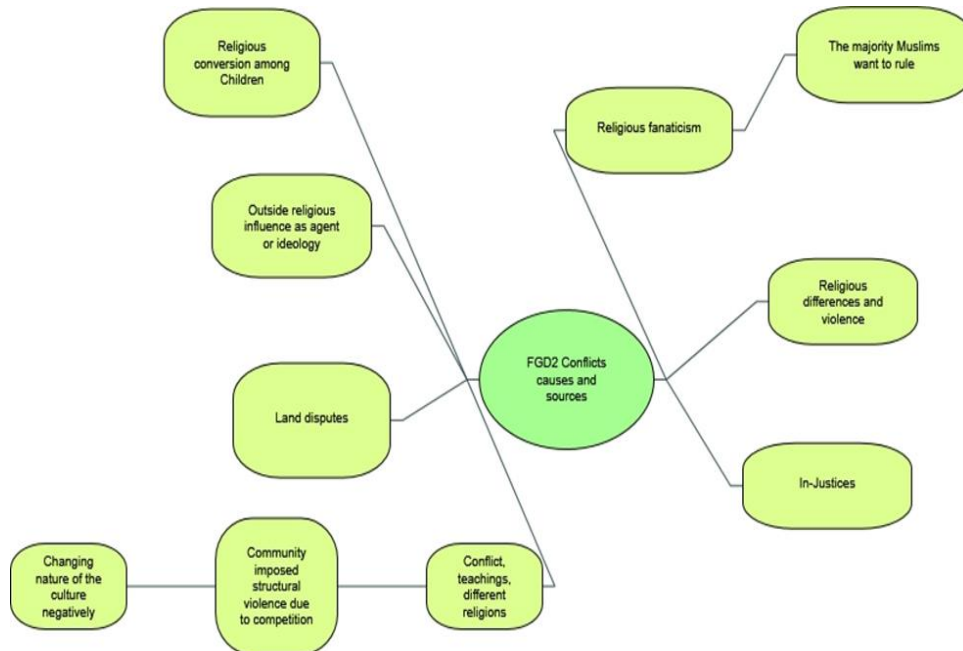 Religious
conversion among
Children
The majority Muslims
want to rule
Religious fanaticism
Outside religious
influence as agent
or ideology
Religious
differences and
violence
FGD2 Conflicts
causes and
sources
Land disputes
In-Justices
Changing
nature of the
culture
negatively
Community
imposed
structural
violence due
to competition
Conflict,
teachings,
different
religions